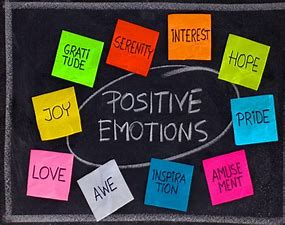 GRATI
TUDE
SERENITY
INTEREST
HOPE
JOY
POSITIVE
EMOTIONS
PRIDE
LOVE
AWE
INSPIRA
TION
AMUSE
MENT